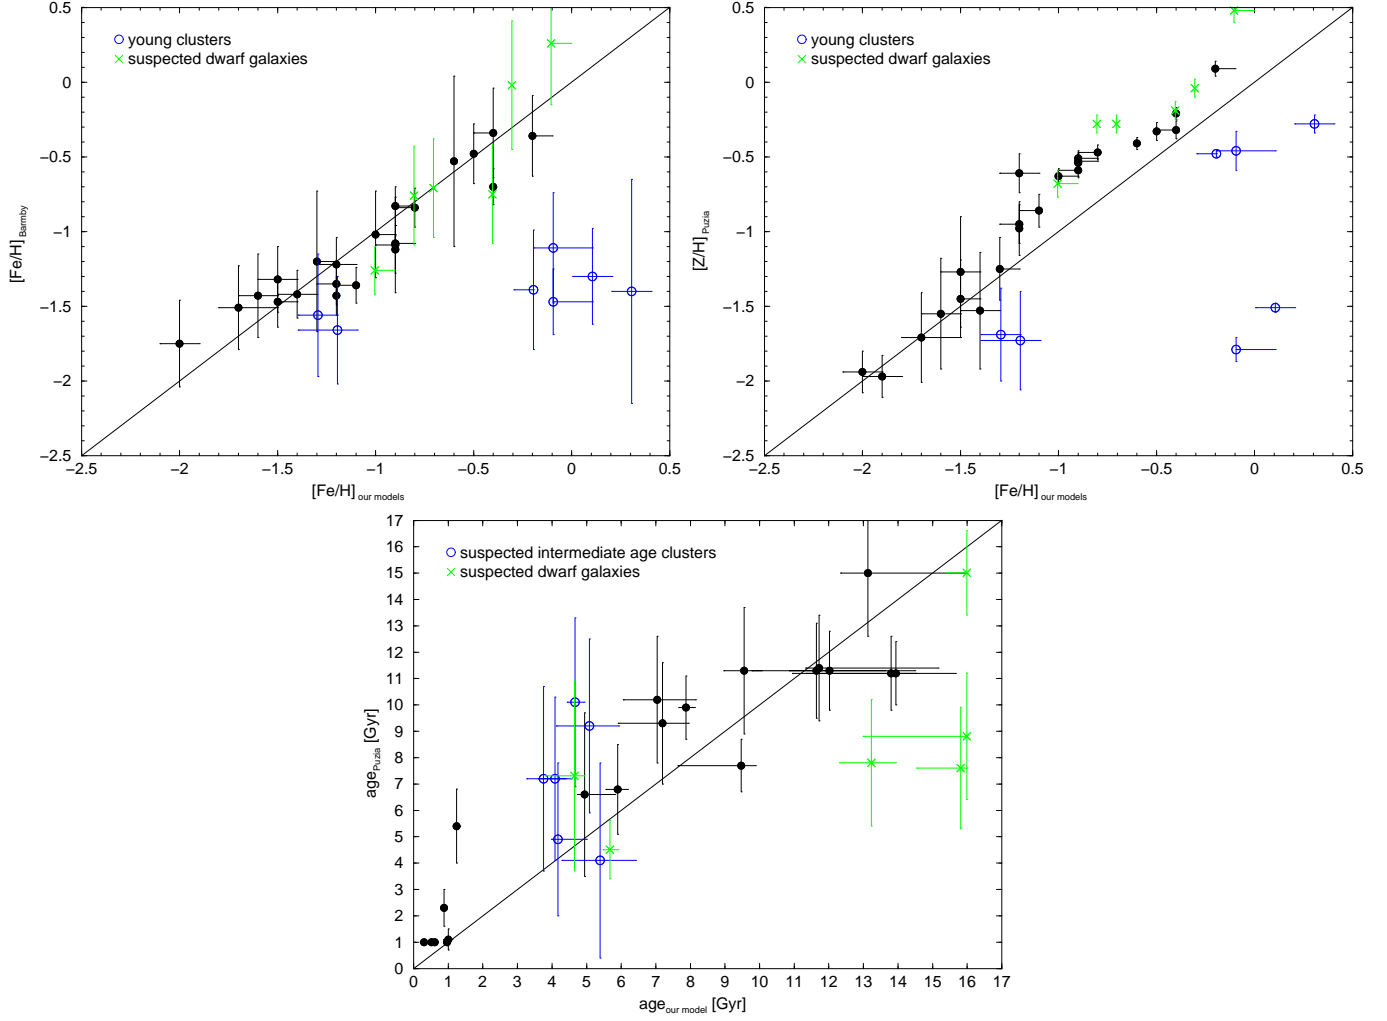 0.5
0
−0.5
−1
−1.5
−2
−2.5
[Fe/H] Barmby
young clusters
suspected dwarf galaxies
−2.5 −2 −1.5 −1 −0.5 0 0.5
[Fe/H] our models
0.5
0
−0.5
−1
−1.5
−2
−2.5
[Z/H] Puzia
young clusters
suspected dwarf galaxies
−2.5 −2 −1.5 −1 −0.5 0 0.5
[Fe/H] our models
17
16
15
14
13
12
11
10
9
8
7
6
5
4
3
2
1
0
age Puzia [Gyr]
suspected intermediate age clusters
suspected dwarf galaxies
0 1 2 3 4 5 6 7 8 9 10 11 12 13 14 15 16 17
age our model [Gyr]